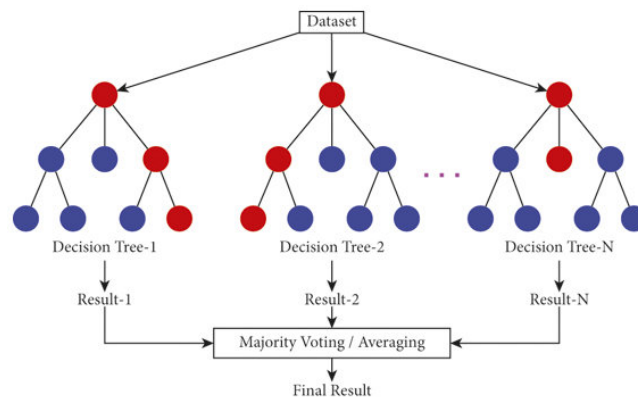 Dataset
Decision Tree-1
Decision Tree-2
Decision Tree-N
Result-1
Result-2
Result-N
Majority Voting / Averaging
Final Result